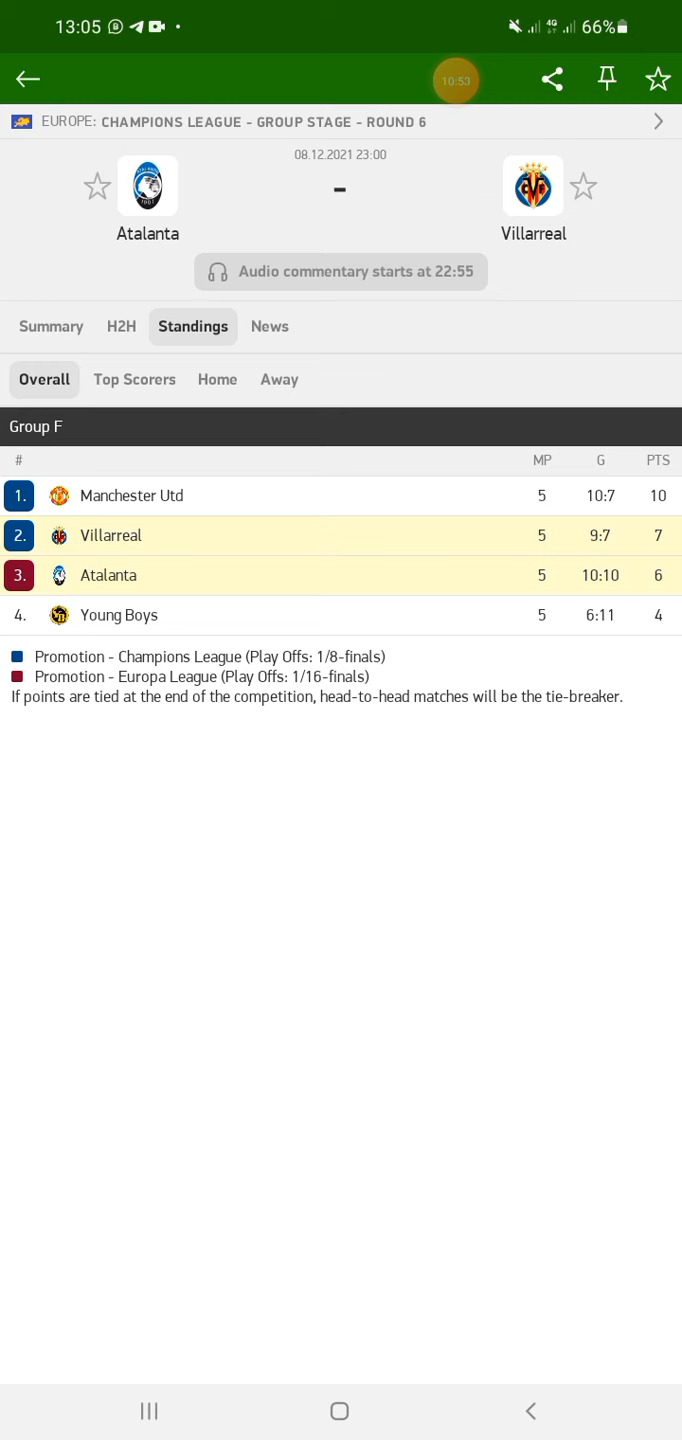 13:05 4G 66%
10:53
EUROPE: CHAMPIONS LEAGUE - GROUP STAGE - ROUND 6
08.12.2021 23:00
-
Atalanta Villarreal
Audio commentary starts at 22:55
Summary H2H Standings News
Overall Top Scorers Home Away
Group F
# MP G PTS
1. Manchester Utd 5 10:7 10
2. Villarreal 5 9:7 7
3. Atalanta 5 10:10 6
4. Young Boys 5 6:11 4
Promotion - Champions League (Play Offs: 1/8-finals)
Promotion - Europa League (Play Offs: 1/16-finals)
If points are tied at the end of the competition, head-to-head matches will be the tie-breaker.